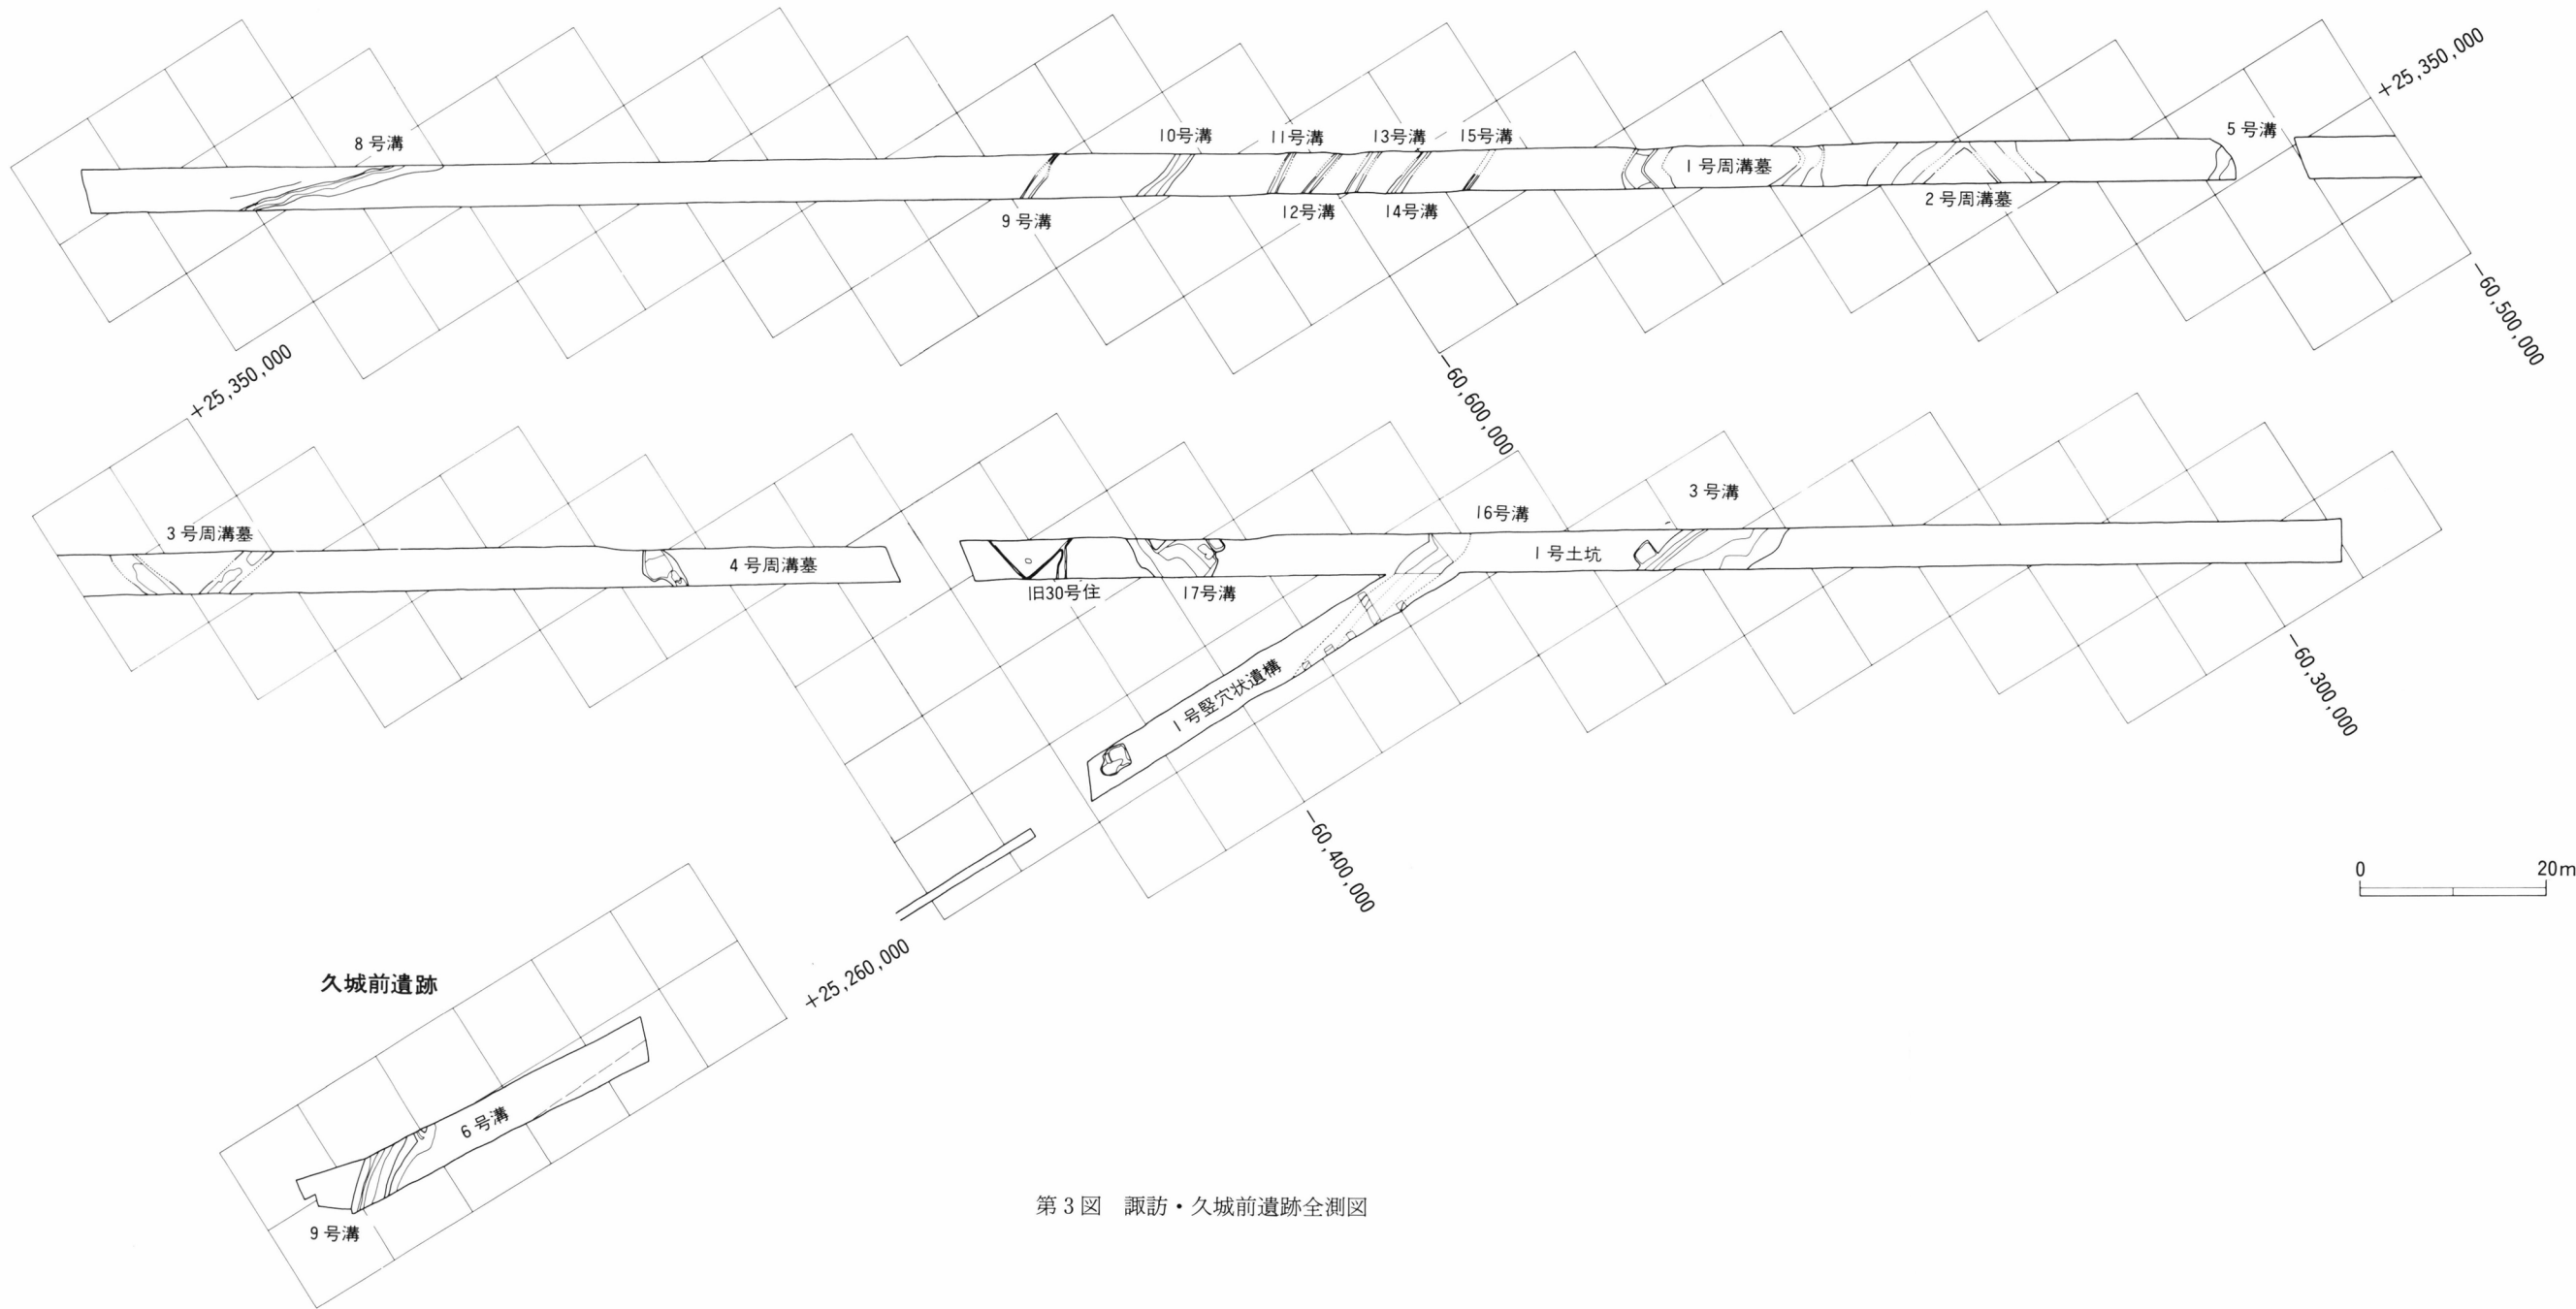 +25,350,000
8号溝
10号溝
11号溝
13号溝
15号溝
5号溝
1号周溝墓
9号溝
12号溝
14号溝
2号周溝墓
-60,500,000
+25,350,000
-60,600,000
3号周溝墓
4号周溝墓
旧30号住
17号溝
16号溝
1号土坑
3号溝
1号竪穴状遺構
-60,300,000
-60,400,000
0 20m
+25,260,000
久城前遺跡
6号溝
9号溝
第3図 諏訪・久城前遺跡全測図